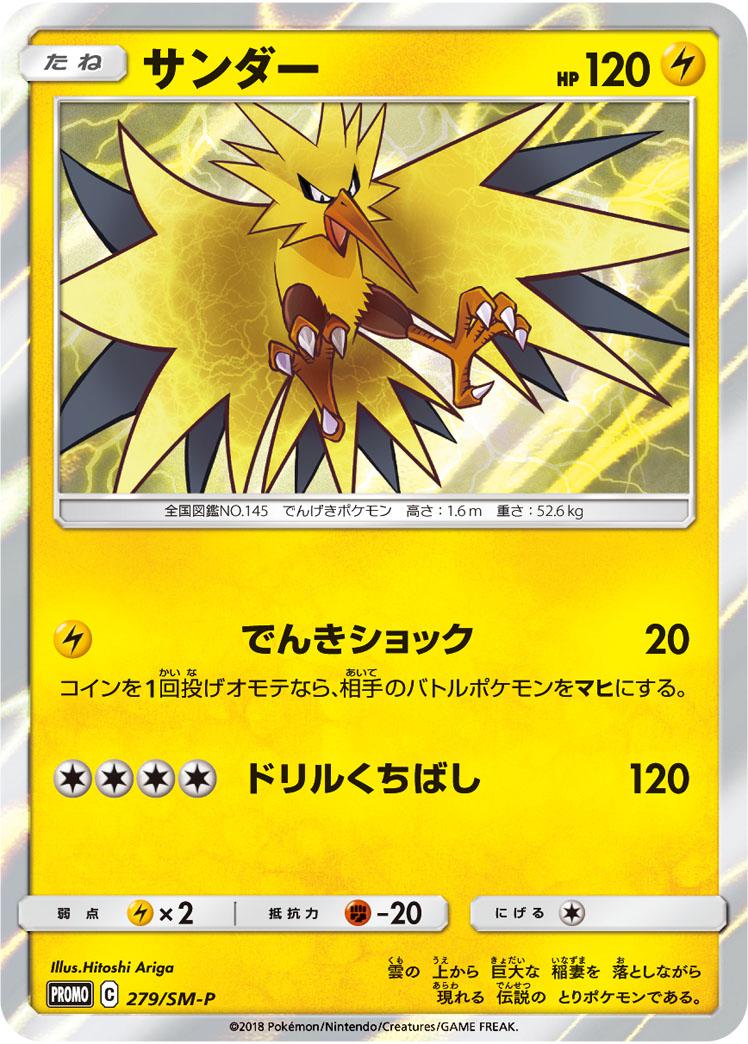 たね サンダー HP 120
全国図鑑NO.145 でんげきポケモン 高さ:1.6m 重さ:52.6kg
でんきショック 20
コインを1回投げオモテなら、相手のバトルポケモンをマヒにする。
ドリルくちばし 120
弱点 ×2 抵抗力 -20 にげる
Illus.Hitoshi Ariga
雲の上から 巨大な 稲妻を 落としながら
現れる 伝説の とりポケモンである。
PROMO C 279/SM-P
©2018 Pokémon/Nintendo/Creatures/GAME FREAK.